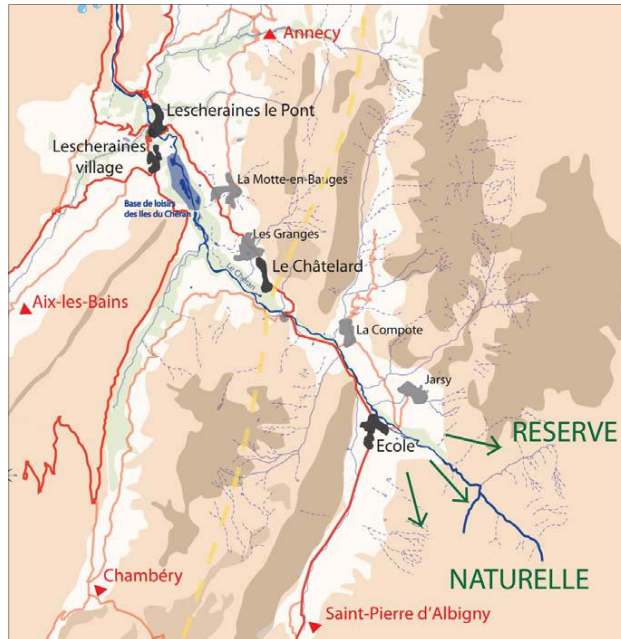 Annecy
Lescheraines le Pont
Lescheraines
village
La Motte-en-Bauges
Base de loisirs
des Iles du Chéran
Les Granges
Le Châtelard
Le Chéran
Aix-les-Bains
La Compote
Jarsy
RESERVE
Ecole
NATURELLE
Chambéry
Saint-Pierre d'Albigny